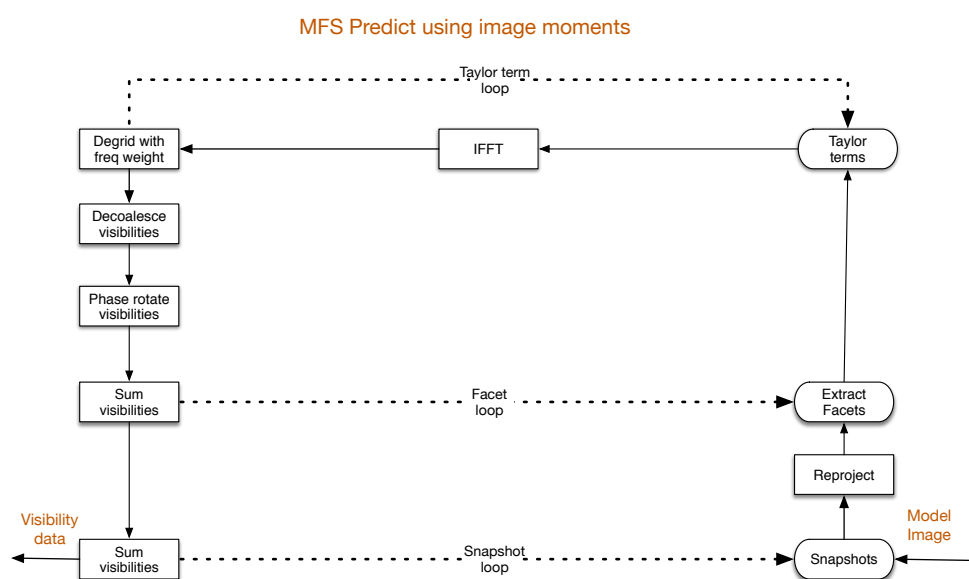 MFS Predict using image moments
Taylor term
loop
Degrid with
freq weight
IFFT
Taylor
terms
Decoalesce
visibilities
Phase rotate
visibilities
Sum
visibilities
Facet
loop
Extract
Facets
Reproject
Visibility
data
Model
Image
Sum
visibilities
Snapshot
loop
Snapshots